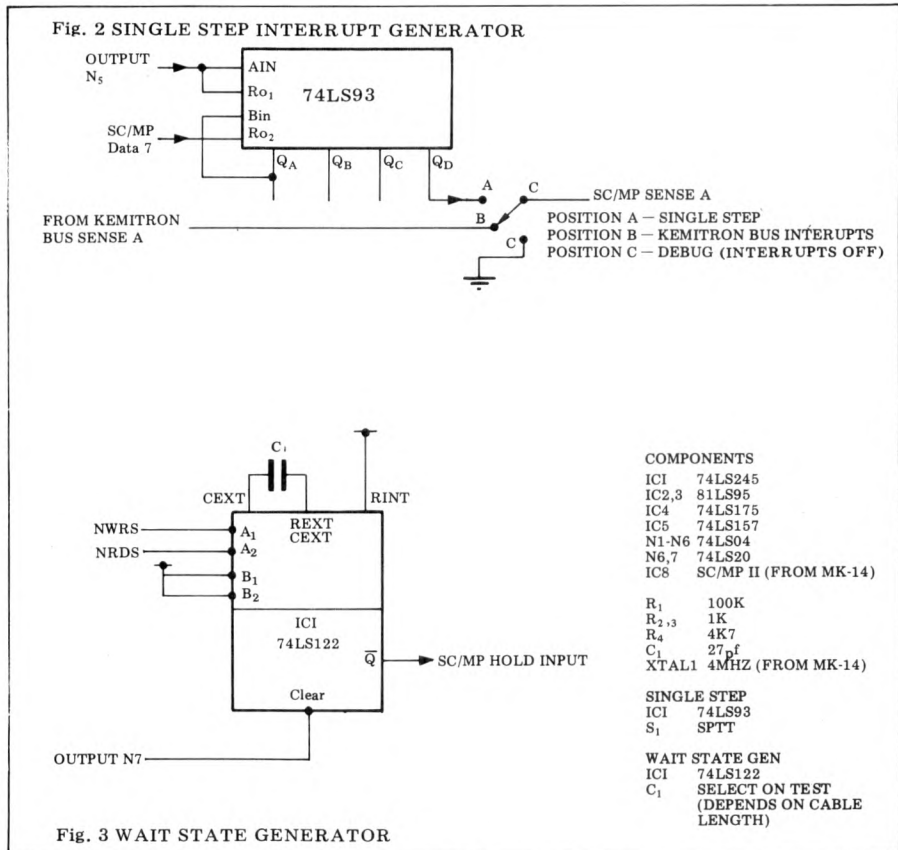 Fig. 2 SINGLE STEP INTERRUPT GENERATOR
OUTPUT
N5
AIN
Ro1
74LS93
Bin
SC/MP
Data 7
Ro2
QA
QB
QC
QD
A
C
SC/MP SENSE A
B
FROM KEMITRON
BUS SENSE A
C
POSITION A — SINGLE STEP
POSITION B — KEMITRON BUS INTERUPTS
POSITION C — DEBUG (INTERRUPTS OFF)
C1
CEXT
RINT
REXT
CEXT
NWRS
A1
NRDS
A2
B1
B2
ICI
74LS122
Q̅
SC/MP HOLD INPUT
Clear
OUTPUT N7
Fig. 3 WAIT STATE GENERATOR
COMPONENTS
ICI 74LS245
IC2,3 81LS95
IC4 74LS175
IC5 74LS157
N1-N6 74LS04
N6,7 74LS20
IC8 SC/MP II (FROM MK-14)
R1 100K
R2,3 1K
R4 4K7
C1 27pf
XTAL1 4MHZ (FROM MK-14)
SINGLE STEP
ICI 74LS93
S1 SPTT
WAIT STATE GEN
ICI 74LS122
C1 SELECT ON TEST
(DEPENDS ON CABLE
LENGTH)